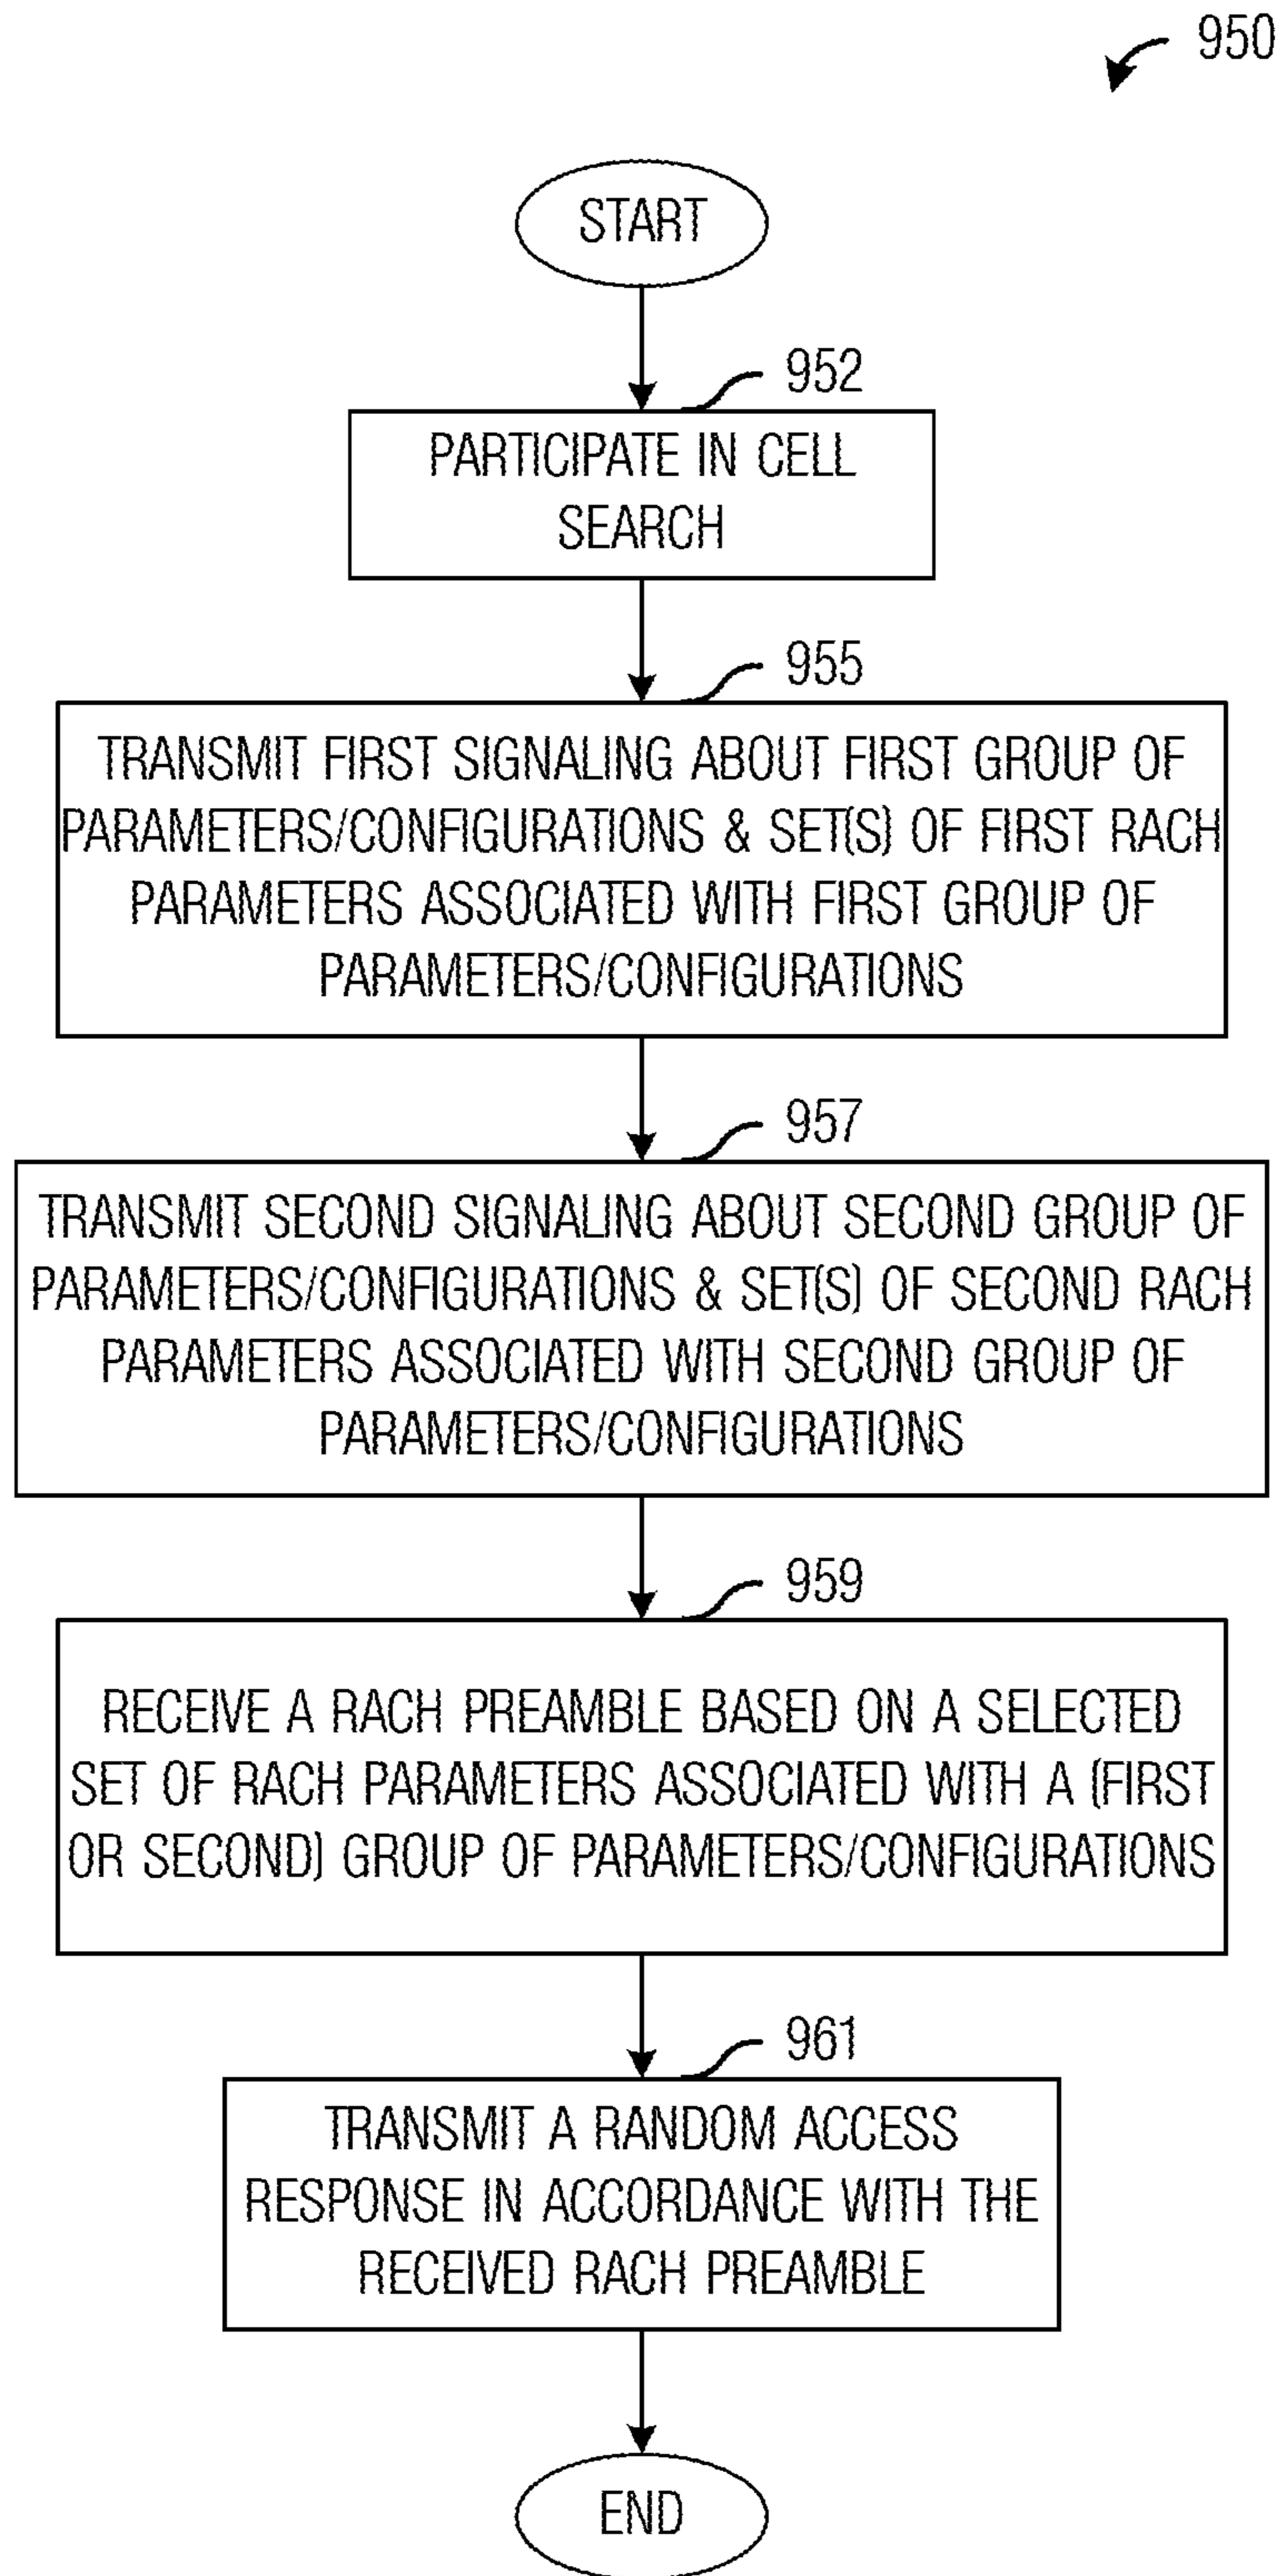 950
START
952
PARTICIPATE IN CELL
SEARCH
955
TRANSMIT FIRST SIGNALING ABOUT FIRST GROUP OF
PARAMETERS/CONFIGURATIONS & SET(S) OF FIRST RACH
PARAMETERS ASSOCIATED WITH FIRST GROUP OF
PARAMETERS/CONFIGURATIONS
957
TRANSMIT SECOND SIGNALING ABOUT SECOND GROUP OF
PARAMETERS/CONFIGURATIONS & SET(S) OF SECOND RACH
PARAMETERS ASSOCIATED WITH SECOND GROUP OF
PARAMETERS/CONFIGURATIONS
959
RECEIVE A RACH PREAMBLE BASED ON A SELECTED
SET OF RACH PARAMETERS ASSOCIATED WITH A (FIRST
OR SECOND) GROUP OF PARAMETERS/CONFIGURATIONS
961
TRANSMIT A RANDOM ACCESS
RESPONSE IN ACCORDANCE WITH THE
RECEIVED RACH PREAMBLE
END